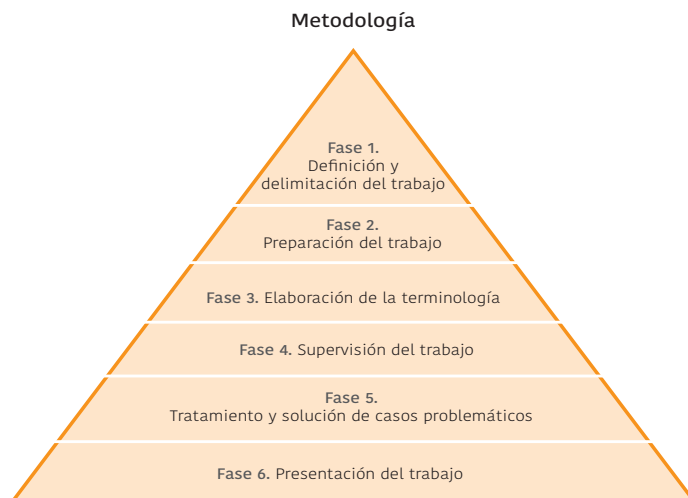 Metodología
Fase 1.
Definición y
delimitación del trabajo
Fase 2.
Preparación del trabajo
Fase 3. Elaboración de la terminología
Fase 4. Supervisión del trabajo
Fase 5.
Tratamiento y solución de casos problemáticos
Fase 6. Presentación del trabajo